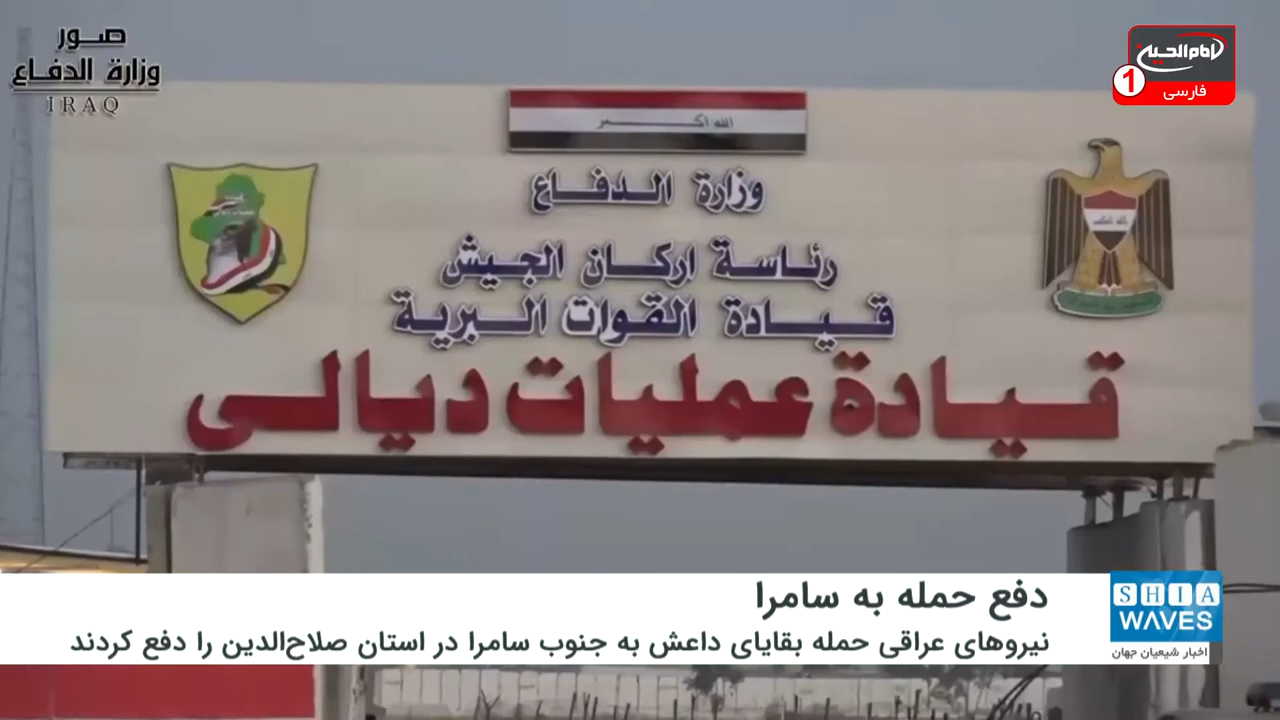 صور
وزارة الدفاع
IRAQ
امام الحسین
1
فارسی
الله اكبر
وزارة الدفاع
رئاسة اركان الجيش
قيادة القوات البرية
قيادة عمليات ديالى
دفع حمله به سامرا
نیروهای عراقی حمله بقایای داعش به جنوب سامرا در استان صلاح‌الدین را دفع کردند
SHIA
WAVES
اخبار شیعیان جهان